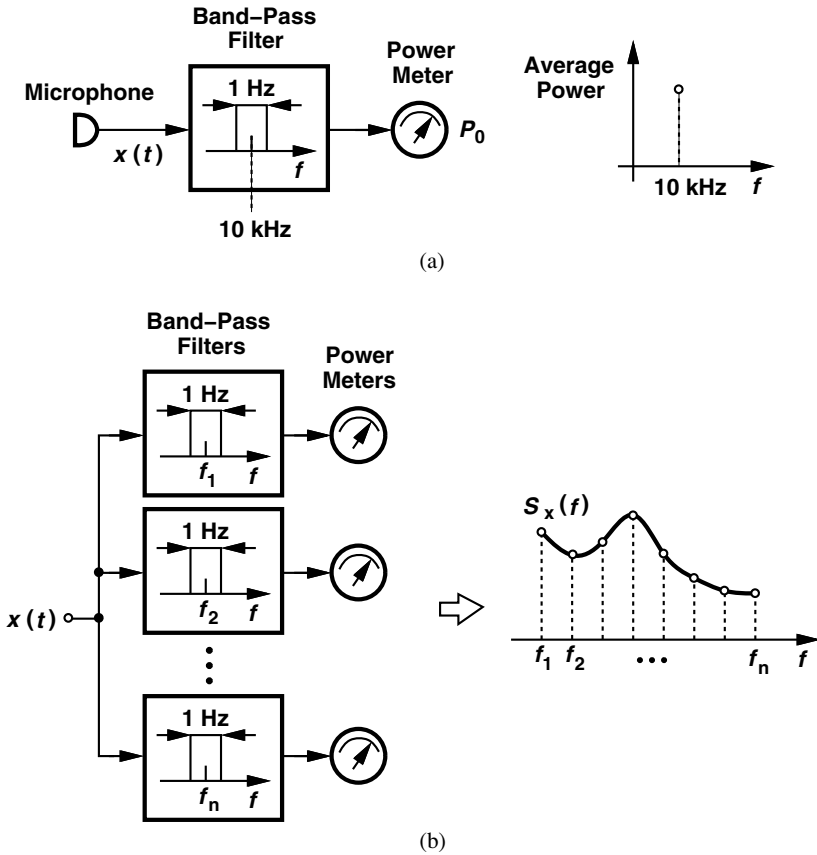 Band–Pass
Filter
Power
Meter
Microphone
1 Hz
x (t)
f
10 kHz
P0
Average
Power
10 kHz
f
(a)
Band–Pass
Filters
Power
Meters
1 Hz
f1
f
1 Hz
f2
f
x (t)
1 Hz
fn
f
Sx(f)
f1
f2
fn
f
(b)